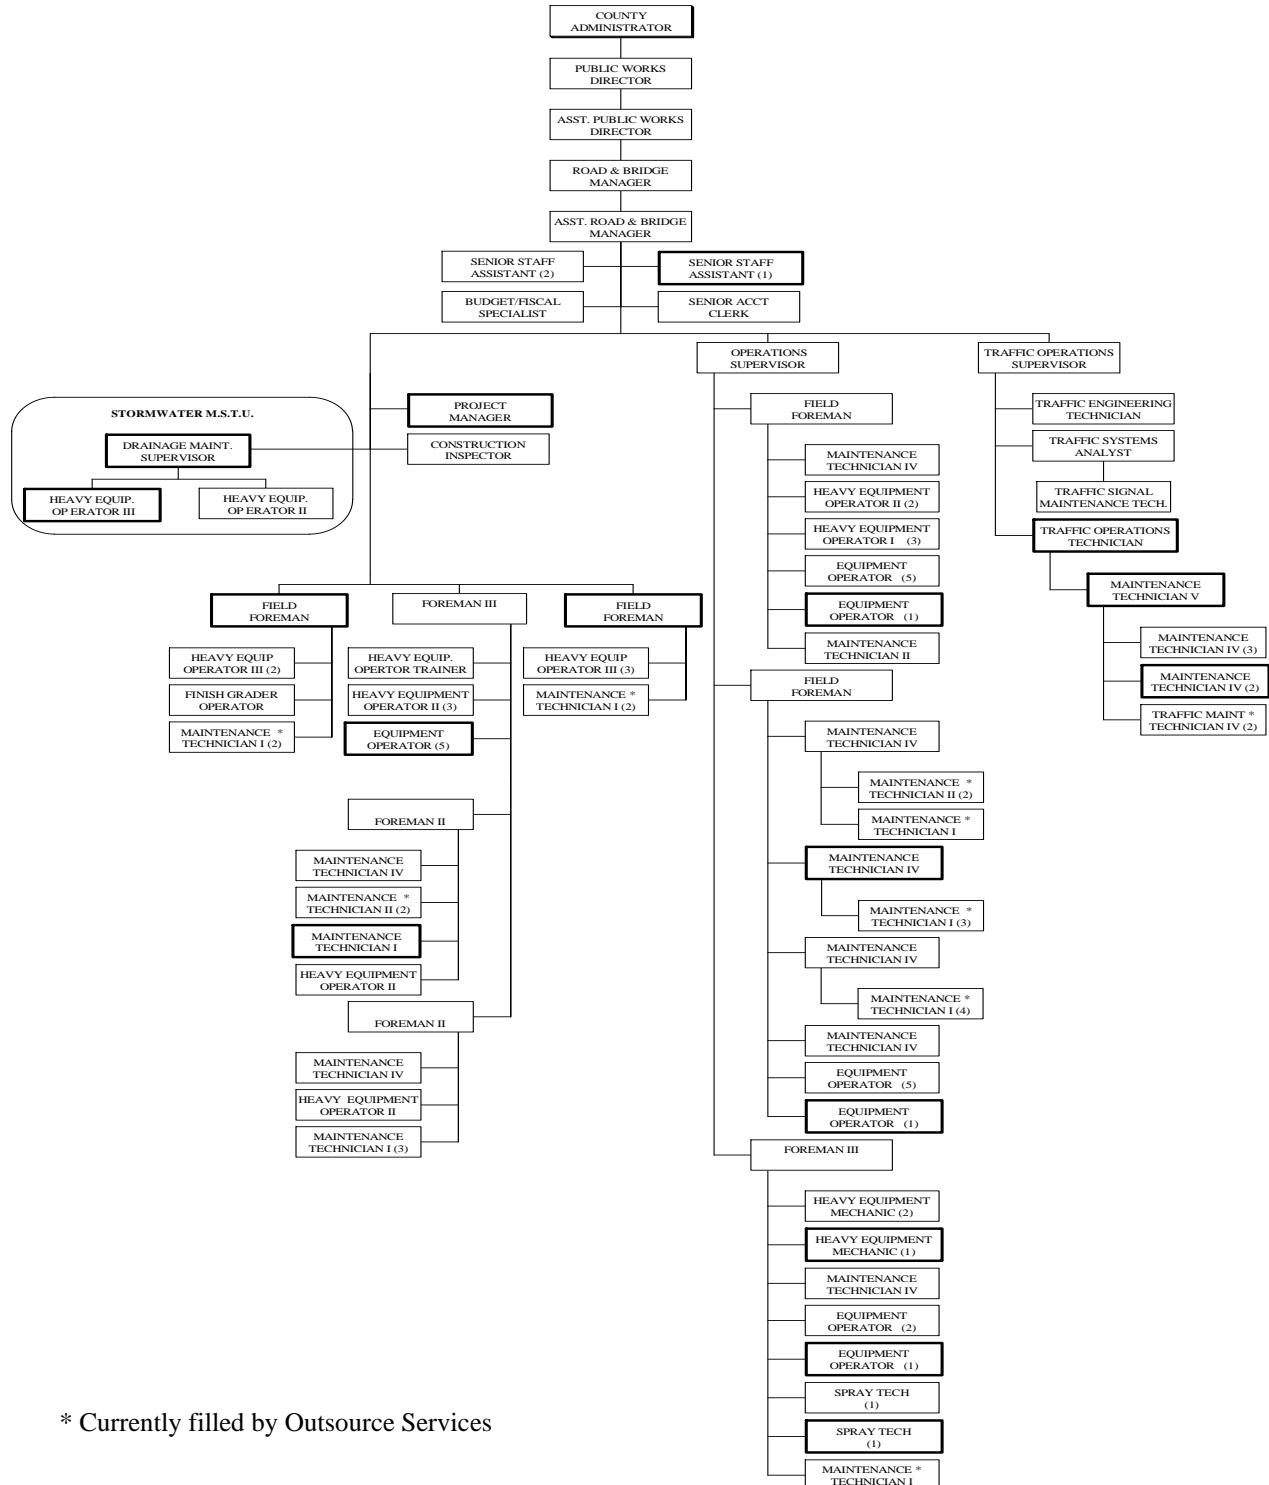 COUNTY
ADMINISTRATOR
PUBLIC WORKS
DIRECTOR
ASST. PUBLIC WORKS
DIRECTOR
ROAD & BRIDGE
MANAGER
ASST. ROAD & BRIDGE
MANAGER
SENIOR STAFF
ASSISTANT (2)
SENIOR STAFF
ASSISTANT (1)
BUDGET/FISCAL
SPECIALIST
SENIOR ACCT
CLERK
OPERATIONS
SUPERVISOR
TRAFFIC OPERATIONS
SUPERVISOR
STORMWATER M.S.T.U.
DRAINAGE MAINT.
SUPERVISOR
HEAVY EQUIP.
OP ERATOR III
HEAVY EQUIP.
OP ERATOR II
PROJECT
MANAGER
CONSTRUCTION
INSPECTOR
FIELD
FOREMAN
HEAVY EQUIP
OPERATOR III (2)
FINISH GRADER
OPERATOR
MAINTENANCE *
TECHNICIAN I (2)
FOREMAN III
HEAVY EQUIP.
OPERTOR TRAINER
HEAVY EQUIPMENT
OPERATOR II (3)
EQUIPMENT
OPERATOR (5)
FIELD
FOREMAN
HEAVY EQUIP
OPERATOR III (3)
MAINTENANCE *
TECHNICIAN I (2)
FOREMAN II
MAINTENANCE
TECHNICIAN IV
MAINTENANCE *
TECHNICIAN II (2)
MAINTENANCE
TECHNICIAN I
HEAVY EQUIPMENT
OPERATOR II
FOREMAN II
MAINTENANCE
TECHNICIAN IV
HEAVY EQUIPMENT
OPERATOR II
MAINTENANCE
TECHNICIAN I (3)
FIELD
FOREMAN
MAINTENANCE
TECHNICIAN IV
HEAVY EQUIPMENT
OPERATOR II (2)
HEAVY EQUIPMENT
OPERATOR I (3)
EQUIPMENT
OPERATOR (5)
EQUIPMENT
OPERATOR (1)
MAINTENANCE
TECHNICIAN II
FIELD
FOREMAN
MAINTENANCE
TECHNICIAN IV
MAINTENANCE *
TECHNICIAN II (2)
MAINTENANCE *
TECHNICIAN I
MAINTENANCE
TECHNICIAN IV
MAINTENANCE *
TECHNICIAN I (3)
MAINTENANCE
TECHNICIAN IV
MAINTENANCE *
TECHNICIAN I (4)
MAINTENANCE
TECHNICIAN IV
EQUIPMENT
OPERATOR (5)
EQUIPMENT
OPERATOR (1)
FOREMAN III
HEAVY EQUIPMENT
MECHANIC (2)
HEAVY EQUIPMENT
MECHANIC (1)
MAINTENANCE
TECHNICIAN IV
EQUIPMENT
OPERATOR (2)
EQUIPMENT
OPERATOR (1)
SPRAY TECH
(1)
SPRAY TECH
(1)
MAINTENANCE *
TECHNICIAN I
TRAFFIC ENGINEERING
TECHNICIAN
TRAFFIC SYSTEMS
ANALYST
TRAFFIC SIGNAL
MAINTENANCE TECH.
TRAFFIC OPERATIONS
TECHNICIAN
MAINTENANCE
TECHNICIAN V
MAINTENANCE
TECHNICIAN IV (3)
MAINTENANCE
TECHNICIAN IV (2)
TRAFFIC MAINT *
TECHNICIAN IV (2)
* Currently filled by Outsource Services